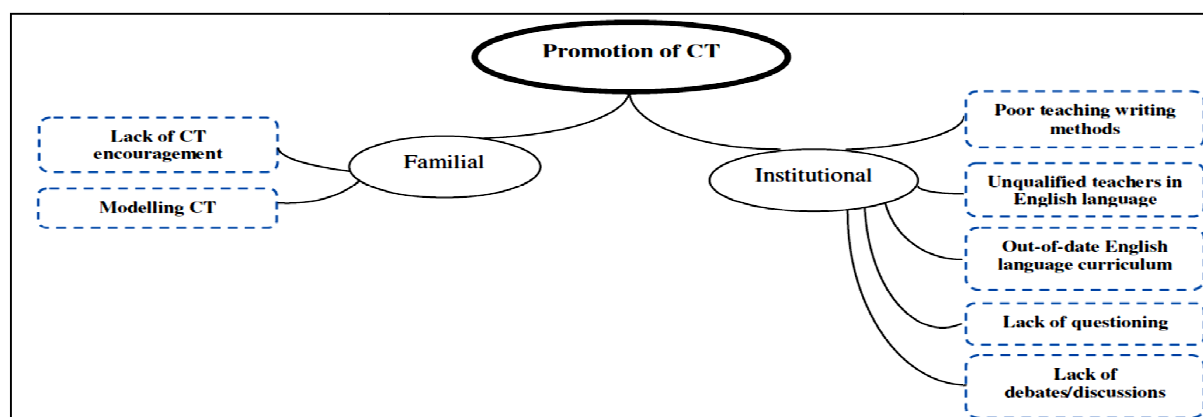 Promotion of CT
Lack of CT
encouragement
Modelling CT
Familial
Institutional
Poor teaching writing
methods
Unqualified teachers in
English language
Out-of-date English
language curriculum
Lack of questioning
Lack of
debates/discussions